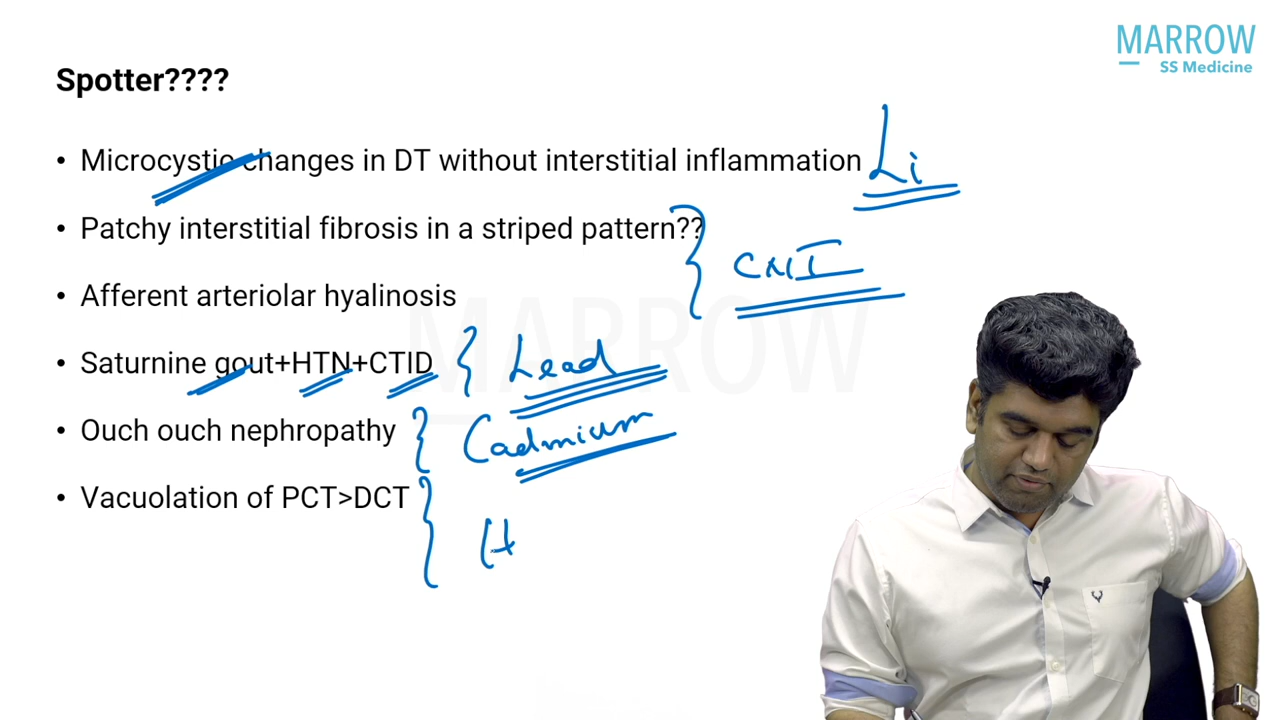 MARROW
SS Medicine
Spotter????
• Microcystic changes in DT without interstitial inflammation Li
• Patchy interstitial fibrosis in a striped pattern??
CNI
• Afferent arteriolar hyalinosis
• Saturnine gout+HTN+CTID Lead
• Ouch ouch nephropathy Cadmium
• Vacuolation of PCT>DCT
MARROW